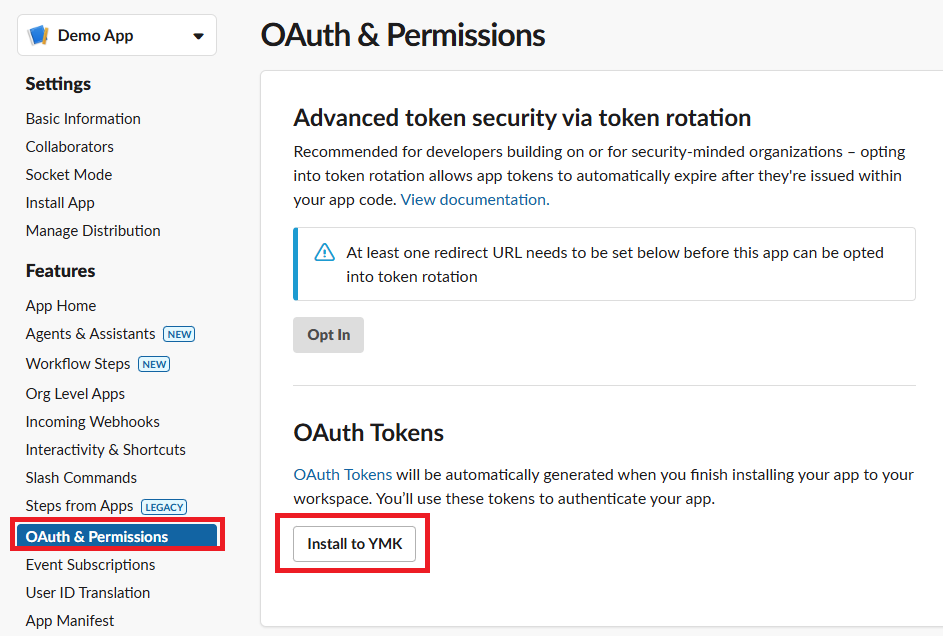 Demo App
Settings
Basic Information
Collaborators
Socket Mode
Install App
Manage Distribution
Features
App Home
Agents & Assistants NEW
Workflow Steps NEW
Org Level Apps
Incoming Webhooks
Interactivity & Shortcuts
Slash Commands
Steps from Apps LEGACY
OAuth & Permissions
Event Subscriptions
User ID Translation
App Manifest
OAuth & Permissions
Advanced token security via token rotation
Recommended for developers building on or for security-minded organizations – opting
into token rotation allows app tokens to automatically expire after they're issued within
your app code. View documentation.
At least one redirect URL needs to be set below before this app can be opted
into token rotation
Opt In
OAuth Tokens
OAuth Tokens will be automatically generated when you finish installing your app to your
workspace. You’ll use these tokens to authenticate your app.
Install to YMK